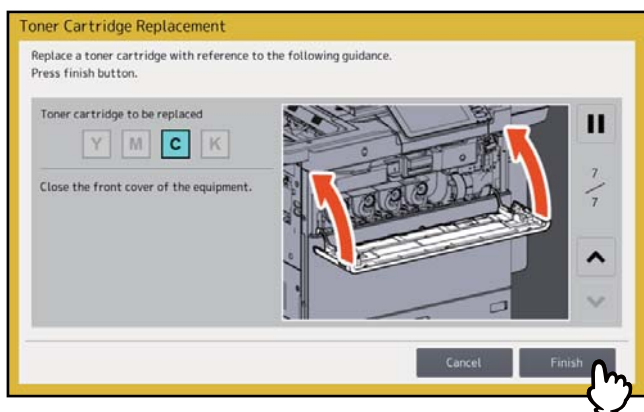 Toner Cartridge Replacement
Replace a toner cartridge with reference to the following guidance.
Press finish button.
Toner cartridge to be replaced
Y M C K
Close the front cover of the equipment.
7
7
Cancel Finish